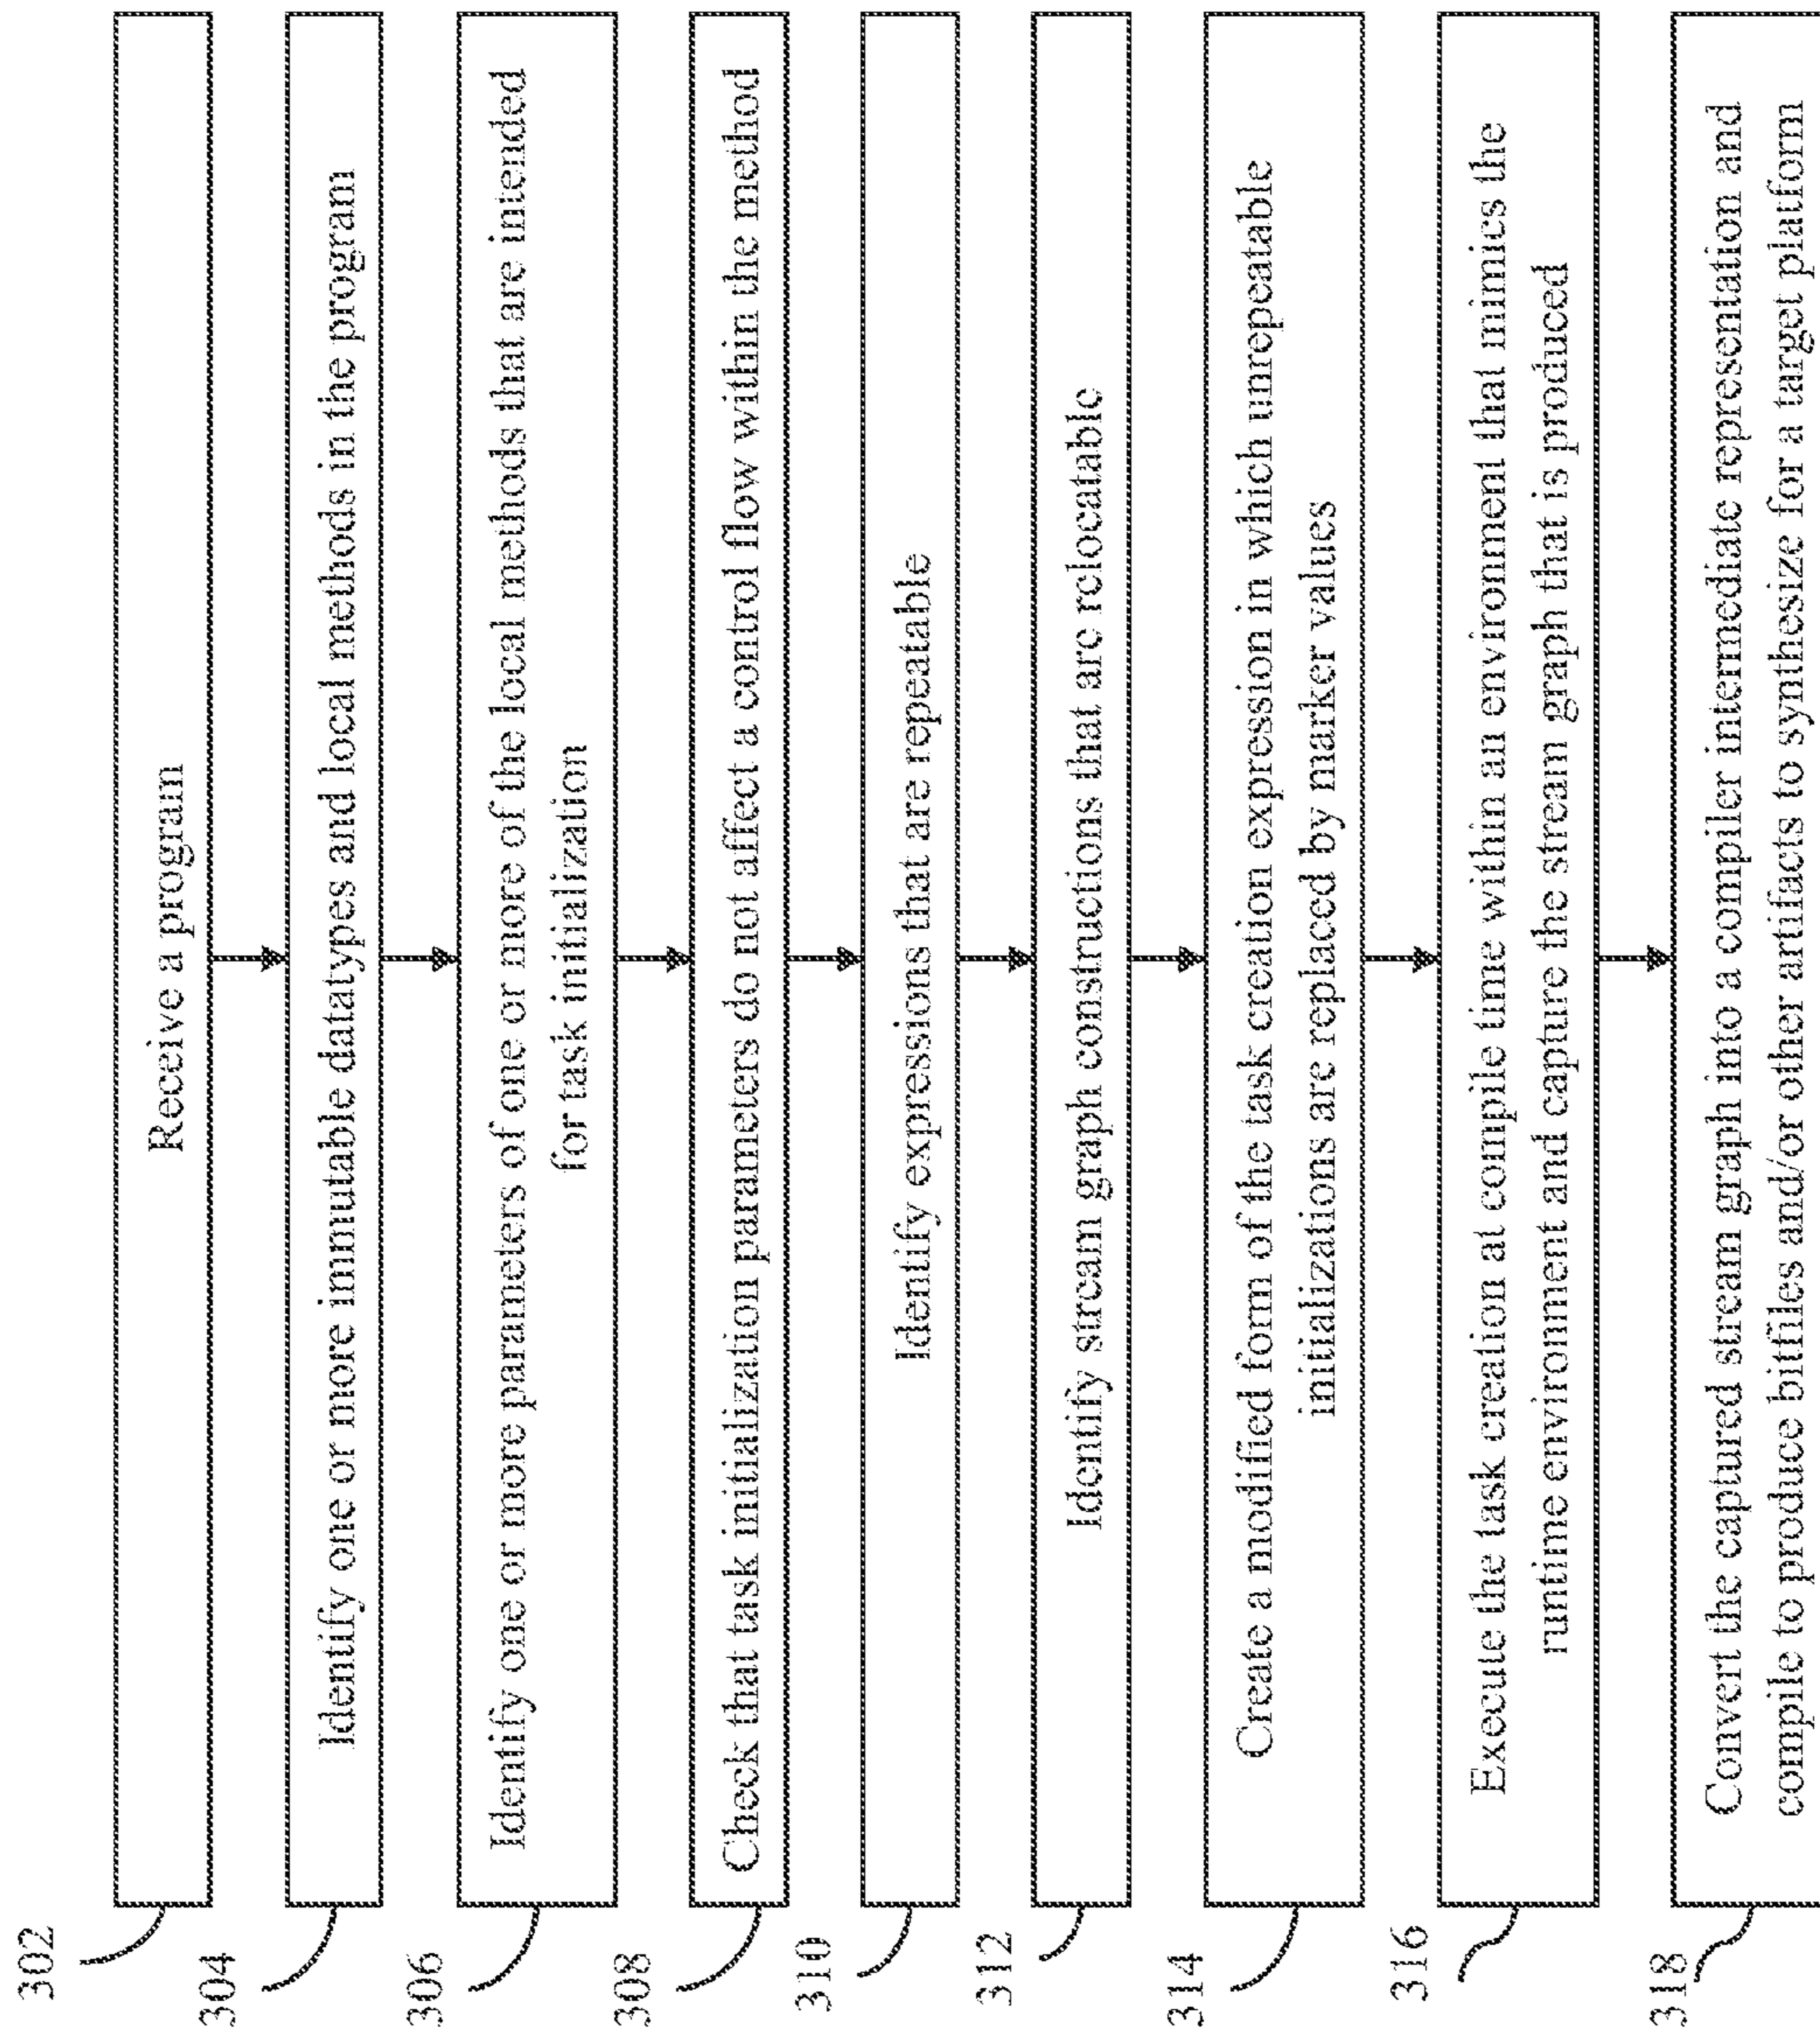 302
Receive a program
304
Identify one or more immutable datatypes and local methods in the program
306
Identify one or more parameters of one or more of the local methods that are intended
for task initialization
308
Check that task initialization parameters do not affect a control flow within the method
310
Identify expressions that are repeatable
312
Identify stream graph constructions that are relocatable
314
Create a modified form of the task creation expression in which unrepeatable
initializations are replaced by marker values
316
Execute the task creation at compile time within an environment that mimics the
runtime environment and capture the stream graph that is produced
318
Convert the captured stream graph into a compiler intermediate representation and
compile to produce bitfiles and/or other artifacts to synthesize for a target platform